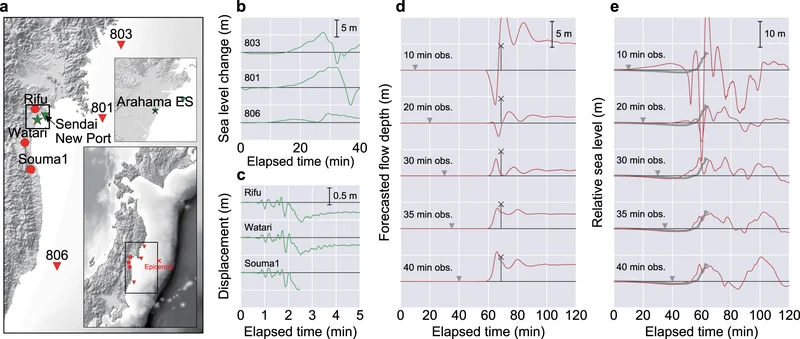 a
803
Rifu
801
Arahama ES
Sendai
New Port
Watari
Souma1
806
Epicenter
b
Sea level change (m)
5 m
803
801
806
0
20
40
Elapsed time (min)
c
Displacement (m)
0.5 m
Rifu
Watari
Souma1
0 1 2 3 4 5
Elapsed time (min)
d
Forecasted flow depth (m)
5 m
10 min obs.
20 min obs.
30 min obs.
35 min obs.
40 min obs.
0 20 40 60 80 100 120
Elapsed time (min)
e
Relative sea level (m)
10 m
10 min obs.
20 min obs.
30 min obs.
35 min obs.
40 min obs.
0 20 40 60 80 100 120
Elapsed time (min)